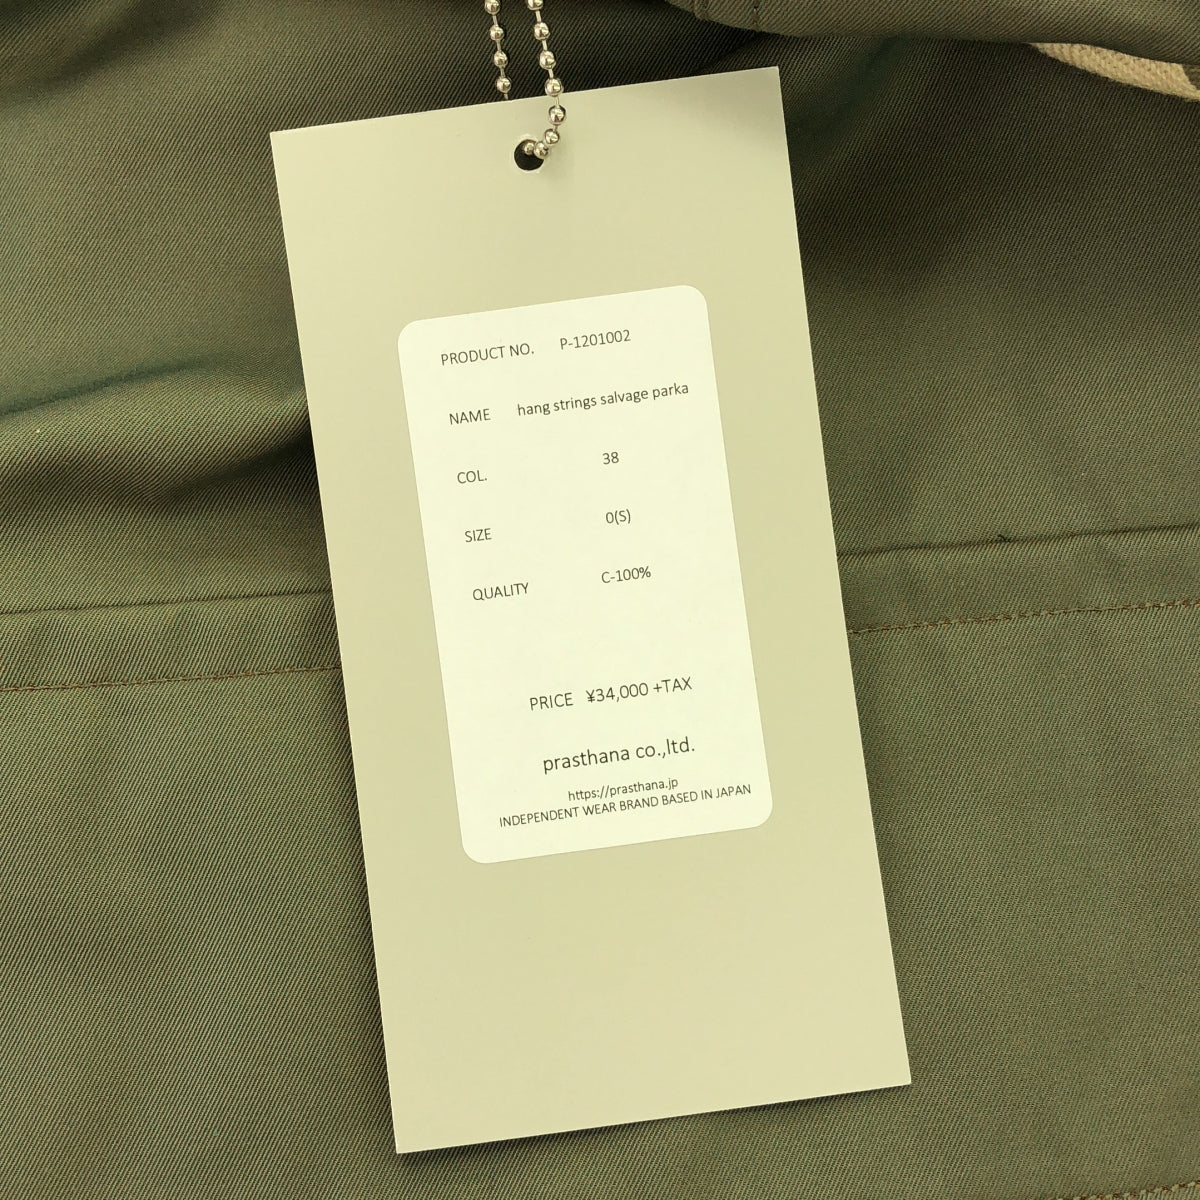 PRODUCT NO. P-1201002
NAME hang strings salvage parka
COL. 38
SIZE 0(S)
QUALITY C-100%
PRICE ¥34,000 +TAX
prasthana co.,ltd.
https://prasthana.jp
INDEPENDENT WEAR BRAND BASED IN JAPAN